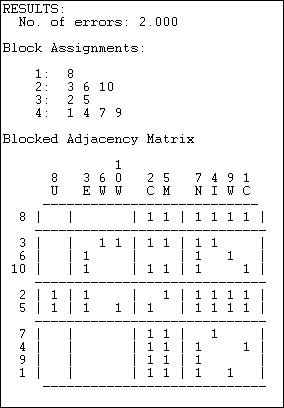 RESULTS:
No. of errors: 2.000
Block Assignments:
1: 8
2: 3 6 10
3: 2 5
4: 1 4 7 9
Blocked Adjacency Matrix
1
8 3 6 0 2 5 7 4 9 1
U E W W C M N I W C
8 | | | 1 1 | 1 1 1 1 |
3 | | 1 1 | 1 1 | 1 1 |
6 | | 1 | | 1 1 |
10 | | 1 | 1 1 | 1 1 |
2 | 1 | 1 | 1 | 1 1 1 1 |
5 | 1 | 1 1 | 1 | 1 1 1 1 |
7 | | | 1 1 | 1 |
4 | | | 1 1 | 1 1 |
9 | | | 1 1 | 1 |
1 | | | 1 1 | 1 1 |